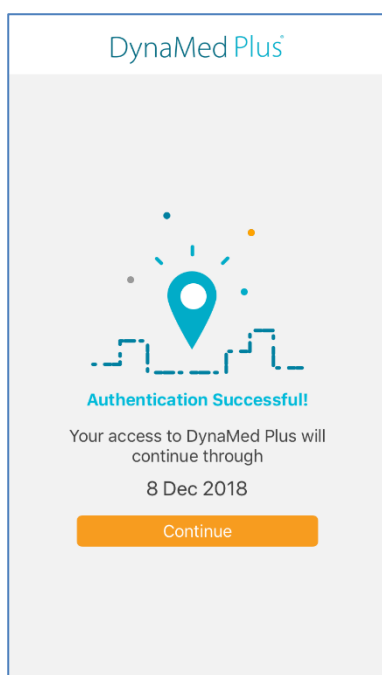 DynaMed Plus
Authentication Successful!
Your access to DynaMed Plus will
continue through
8 Dec 2018
Continue